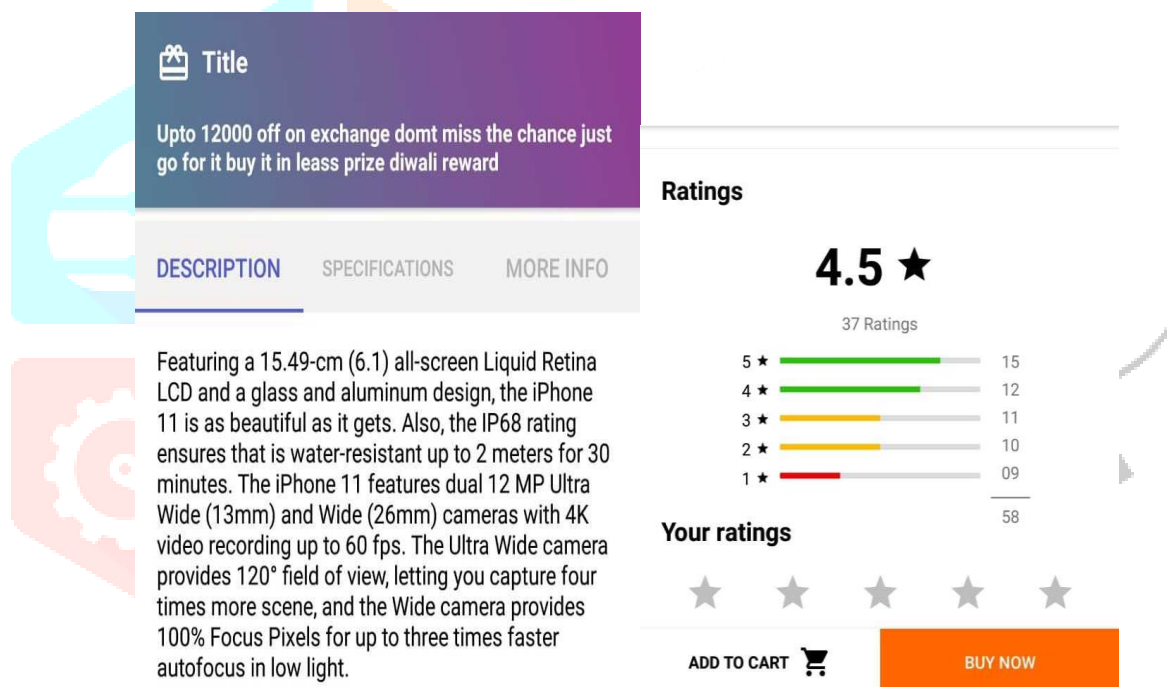 Title
Upto 12000 off on exchange domt miss the chance just
go for it buy it in leass prize diwali reward
DESCRIPTION SPECIFICATIONS MORE INFO
Featuring a 15.49-cm (6.1) all-screen Liquid Retina
LCD and a glass and aluminum design, the iPhone
11 is as beautiful as it gets. Also, the IP68 rating
ensures that is water-resistant up to 2 meters for 30
minutes. The iPhone 11 features dual 12 MP Ultra
Wide (13mm) and Wide (26mm) cameras with 4K
video recording up to 60 fps. The Ultra Wide camera
provides 120° field of view, letting you capture four
times more scene, and the Wide camera provides
100% Focus Pixels for up to three times faster
autofocus in low light.
Ratings
4.5 ★
37 Ratings
5 ★ 15
4 ★ 12
3 ★ 11
2 ★ 10
1 ★ 09
58
Your ratings
ADD TO CART BUY NOW